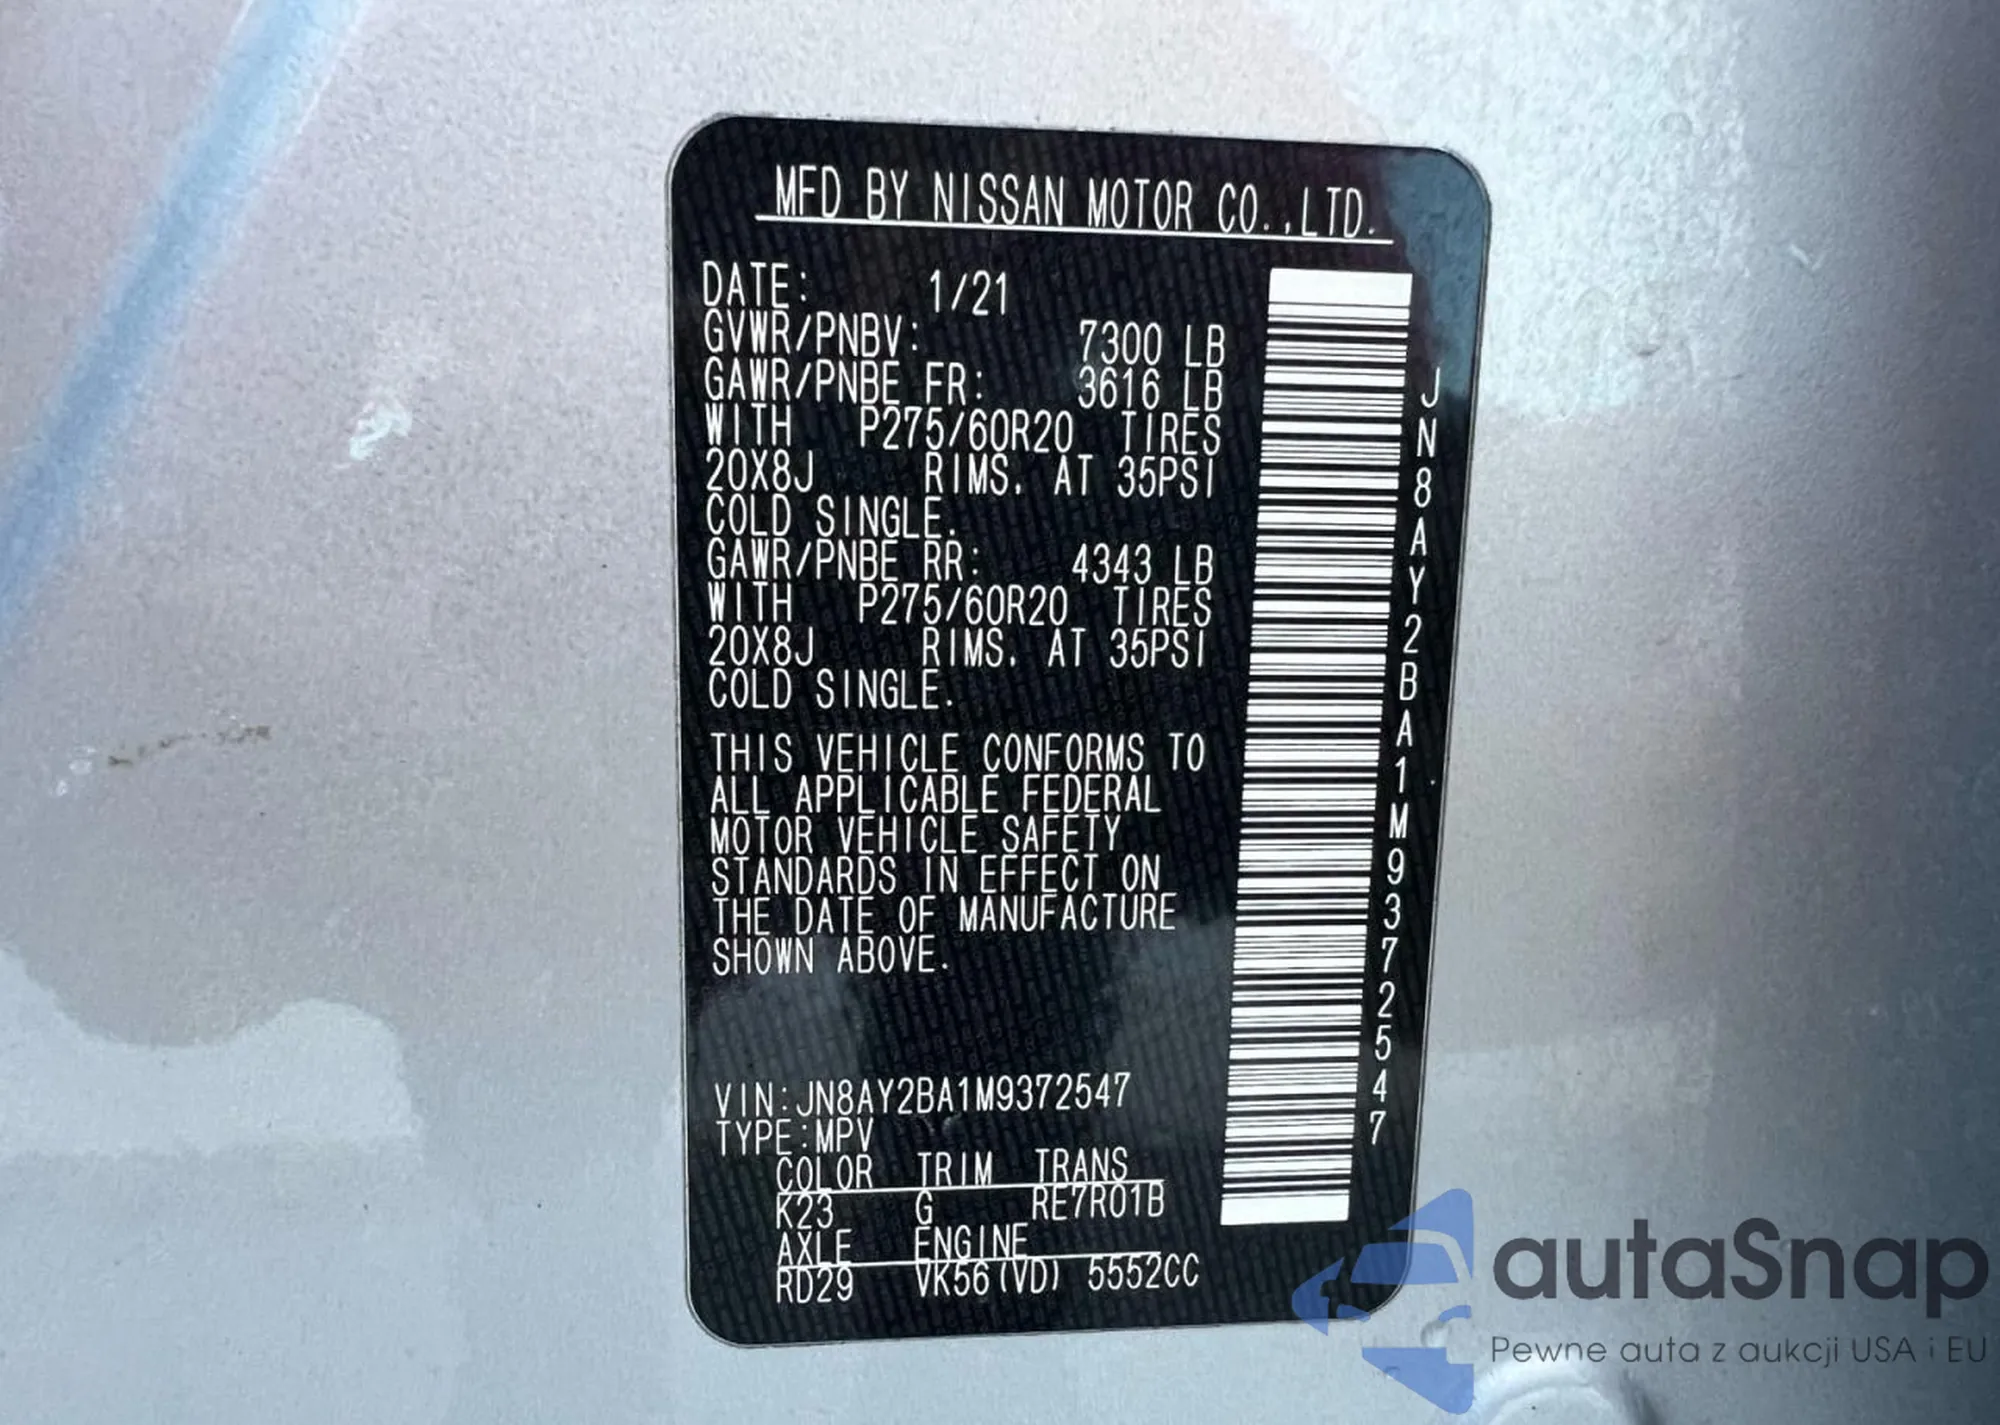 MFD BY NISSAN MOTOR CO.,LTD.
DATE: 1/21
GVWR/PNBV: 7300 LB
GAWR/PNBE FR: 3616 LB
WITH P275/60R20 TIRES
20X8J RIMS. AT 35PSI
COLD SINGLE.
GAWR/PNBE RR: 4343 LB
WITH P275/60R20 TIRES
20X8J RIMS. AT 35PSI
COLD SINGLE.
THIS VEHICLE CONFORMS TO
ALL APPLICABLE FEDERAL
MOTOR VEHICLE SAFETY
STANDARDS IN EFFECT ON
THE DATE OF MANUFACTURE
SHOWN ABOVE.
VIN:JN8AY2BA1M9372547
TYPE:MPV
COLOR TRIM TRANS
K23 G RE7R01B
AXLE ENGINE
RD29 VK56(VD) 5552CC
JN8AY2BA1M9372547
autaSnap
Pewne auta z aukcji USA i EU